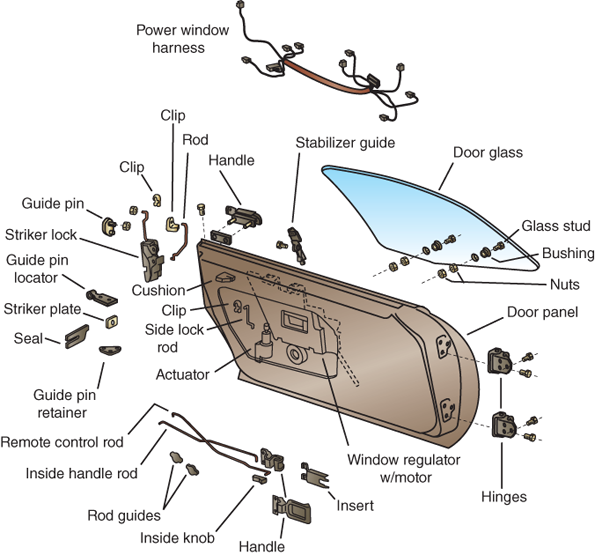 Power window
harness
Clip
Rod
Stabilizer guide
Door glass
Clip
Handle
Guide pin
Glass stud
Striker lock
Bushing
Guide pin
locator
Nuts
Cushion
Striker plate
Clip
Door panel
Seal
Side lock
rod
Actuator
Guide pin
retainer
Remote control rod
Window regulator
w/motor
Inside handle rod
Hinges
Insert
Rod guides
Inside knob
Handle